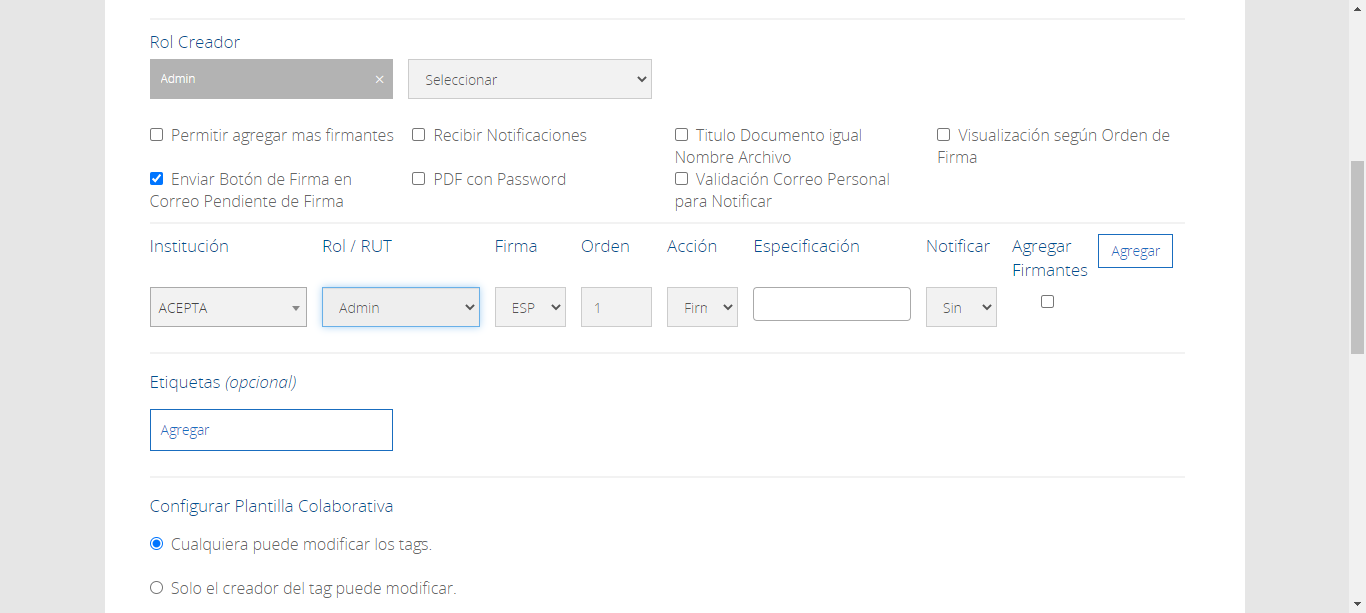 Rol Creador
Admin ×
Seleccionar
Permitir agregar mas firmantes
Recibir Notificaciones
Titulo Documento igual
Nombre Archivo
Visualización según Orden de
Firma
Enviar Botón de Firma en
Correo Pendiente de Firma
PDF con Password
Validación Correo Personal
para Notificar
Institución
Rol / RUT
Firma
Orden
Acción
Especificación
Notificar
Agregar
Firmantes
Agregar
ACEPTA
Admin
ESP
1
Firn
Sin
Etiquetas (opcional)
Agregar
Configurar Plantilla Colaborativa
Cualquiera puede modificar los tags.
Solo el creador del tag puede modificar.